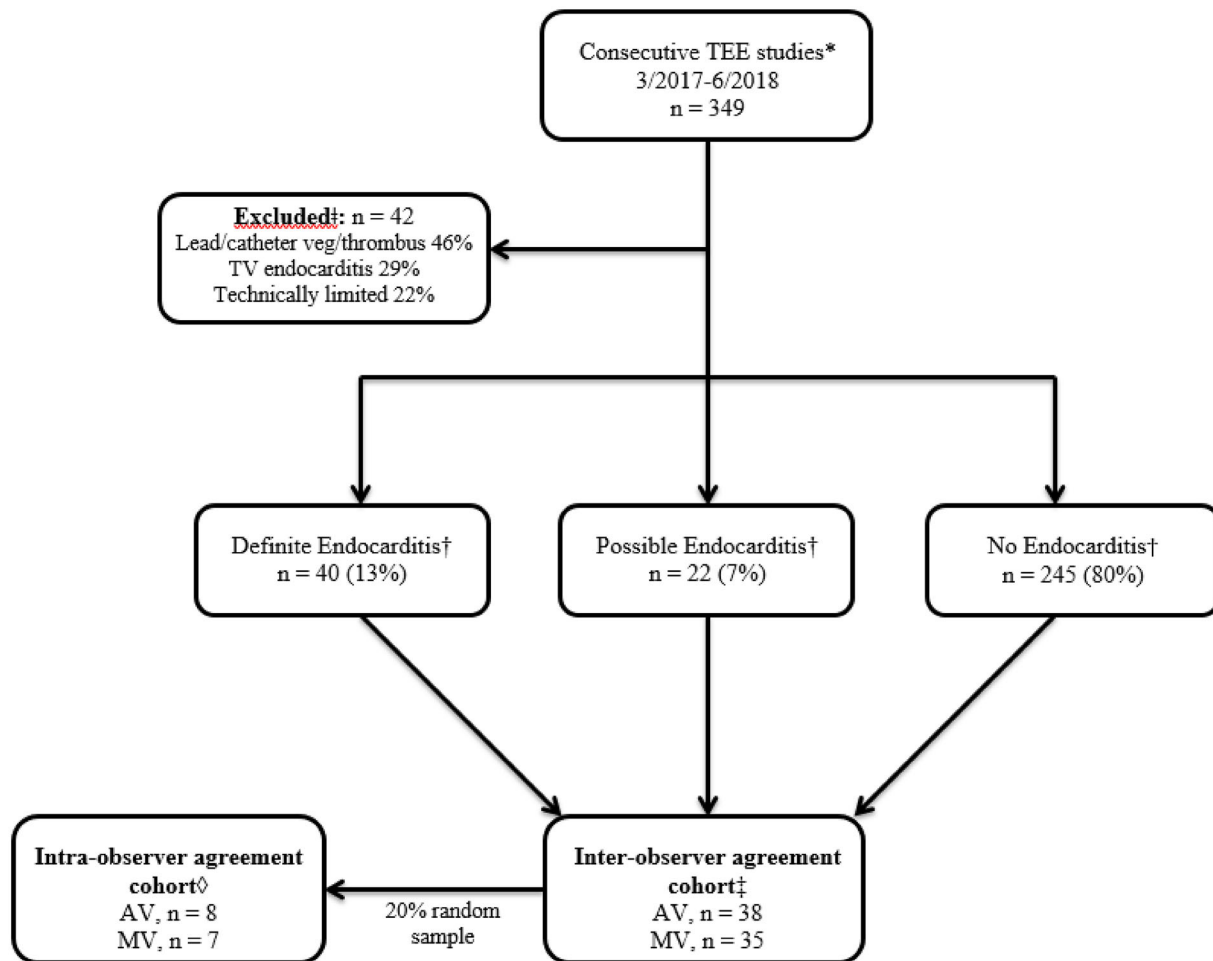 Consecutive TEE studies*
3/2017-6/2018
n = 349
Excluded‡: n = 42
Lead/catheter veg/thrombus 46%
TV endocarditis 29%
Technically limited 22%
Definite Endocarditis†
n = 40 (13%)
Possible Endocarditis†
n = 22 (7%)
No Endocarditis†
n = 245 (80%)
Intra-observer agreement
cohort◊
AV, n = 8
MV, n = 7
20% random
sample
Inter-observer agreement
cohort‡
AV, n = 38
MV, n = 35